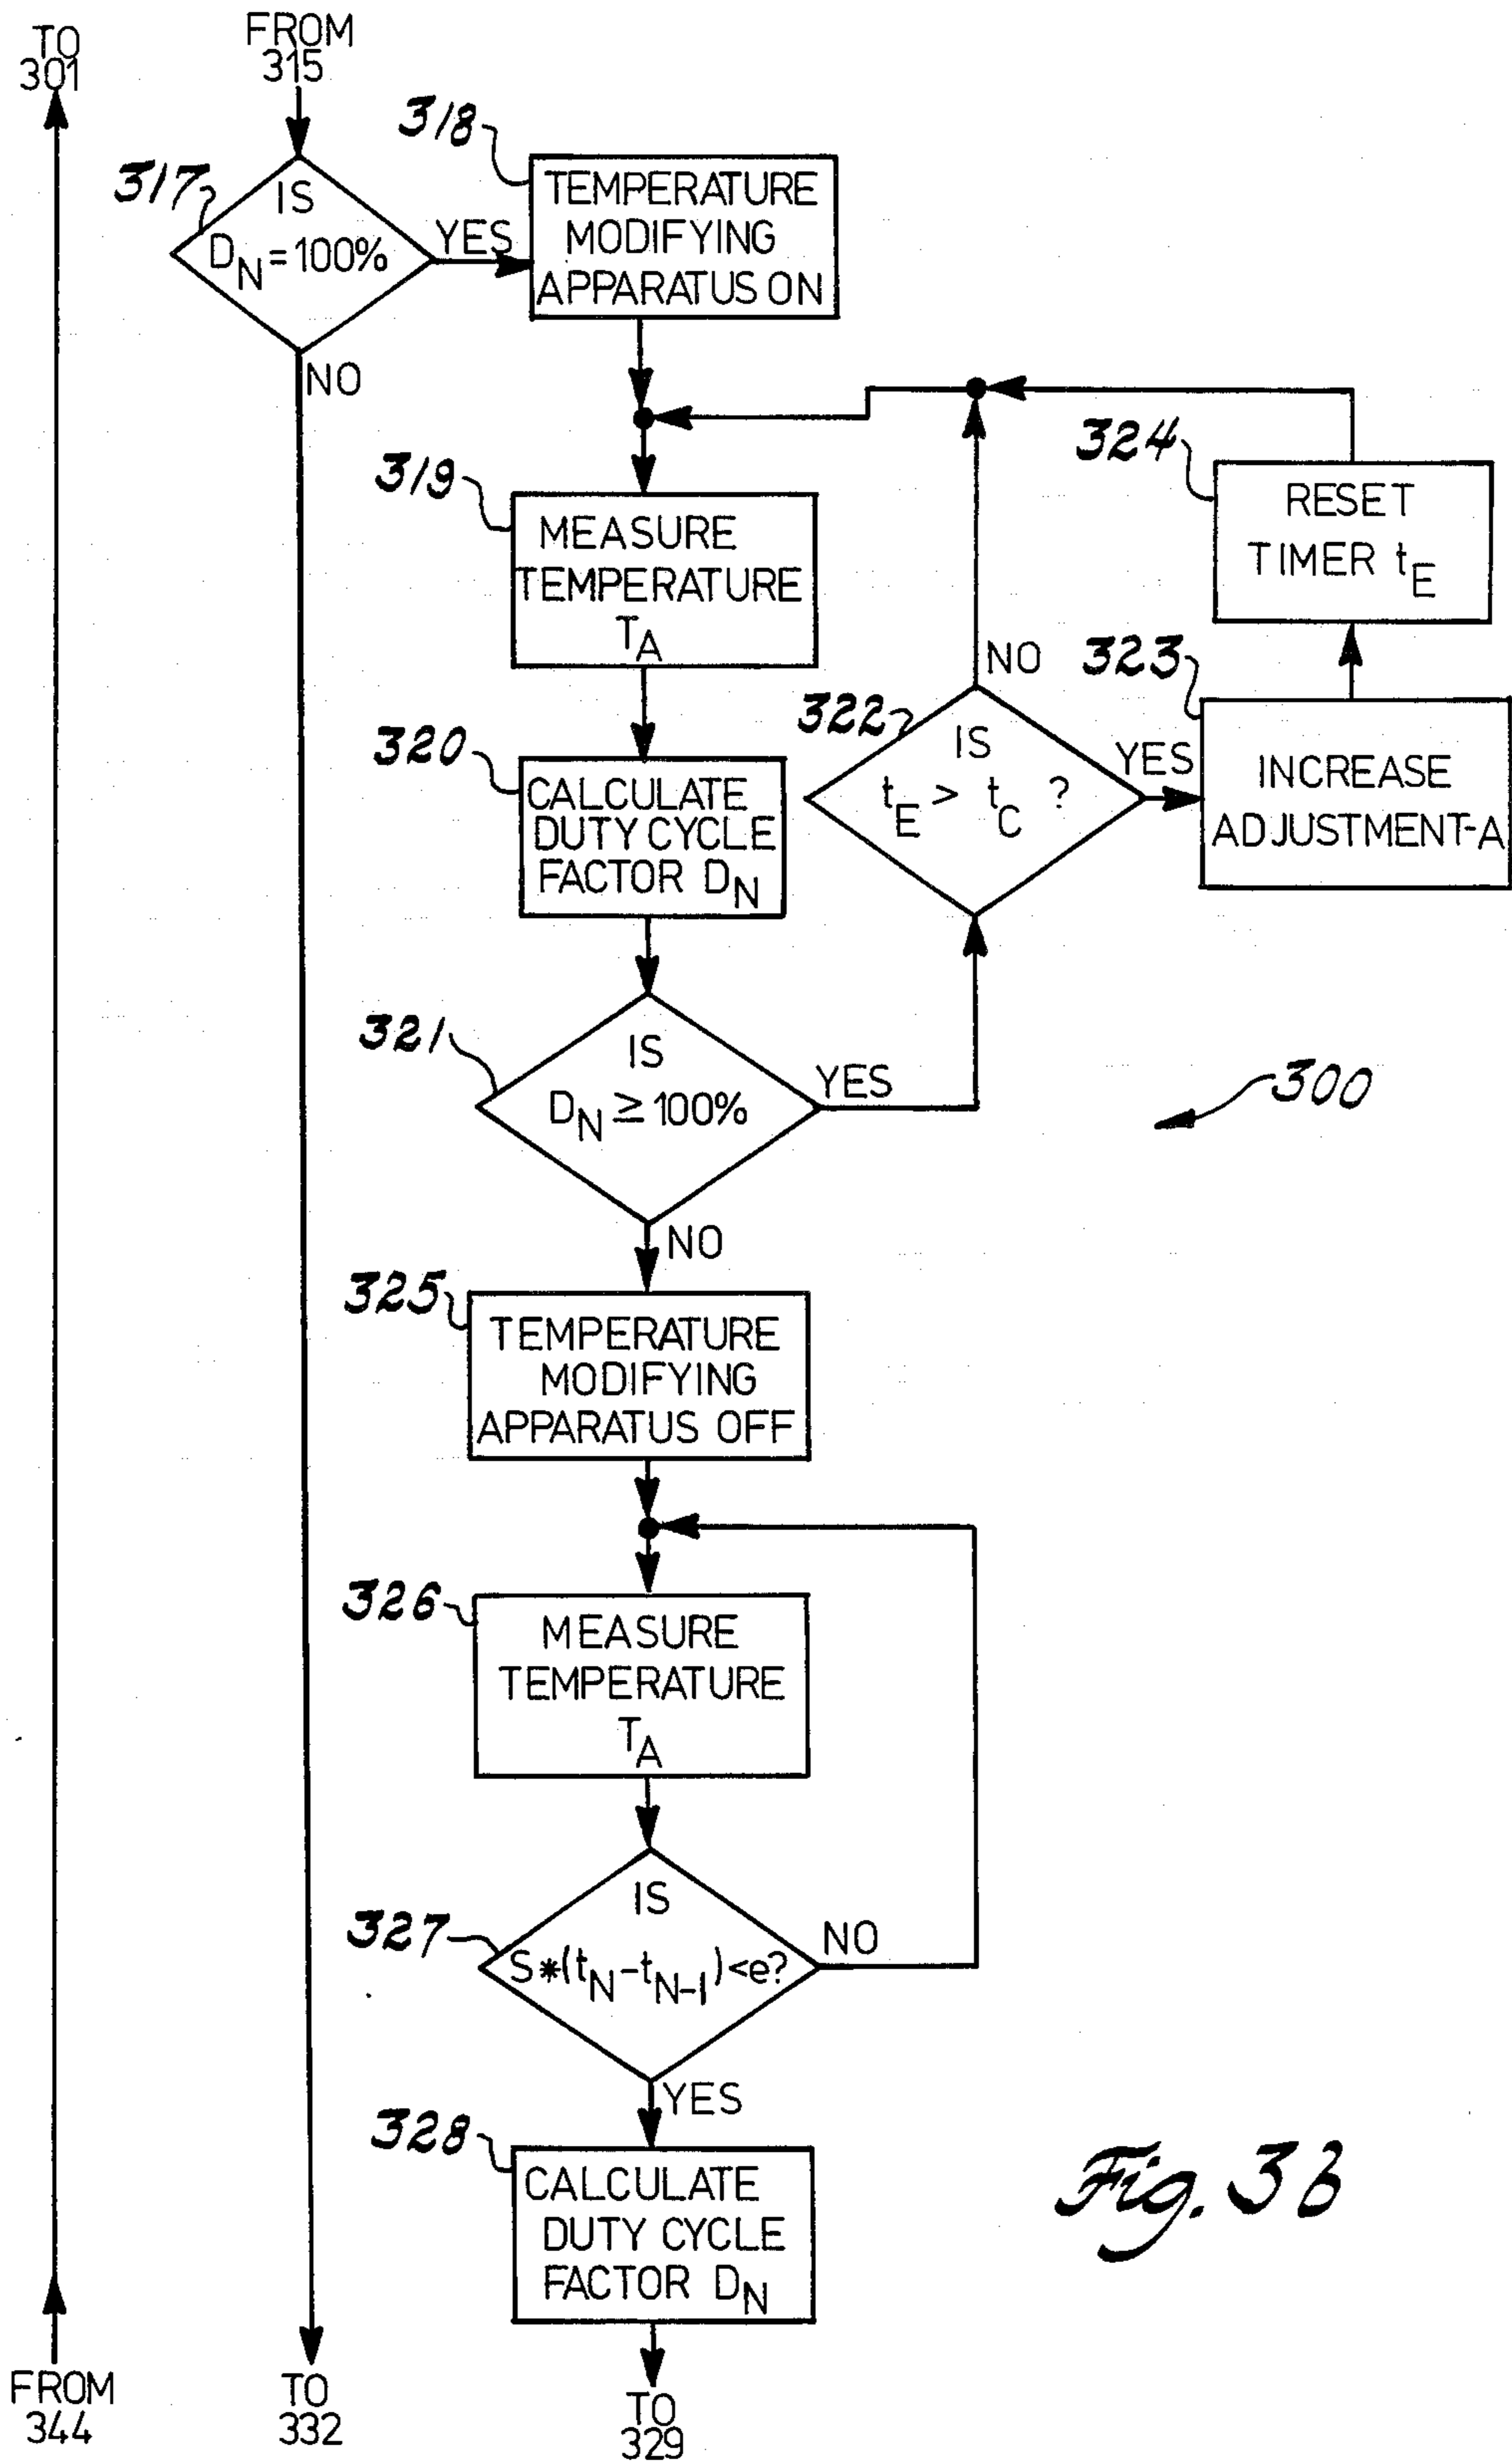 TO
301
FROM
315
317
IS
D_N = 100%
YES
NO
318
TEMPERATURE
MODIFYING
APPARATUS ON
319
MEASURE
TEMPERATURE
T_A
324
RESET
TIMER t_E
323
INCREASE
ADJUSTMENT-A
322
IS
t_E > t_C ?
YES
NO
320
CALCULATE
DUTY CYCLE
FACTOR D_N
321
IS
D_N ≥ 100%
YES
NO
300
325
TEMPERATURE
MODIFYING
APPARATUS OFF
326
MEASURE
TEMPERATURE
T_A
327
IS
S*(t_N-t_N-1)<e?
NO
YES
328
CALCULATE
DUTY CYCLE
FACTOR D_N
Fig. 3b
FROM
344
TO
332
TO
329